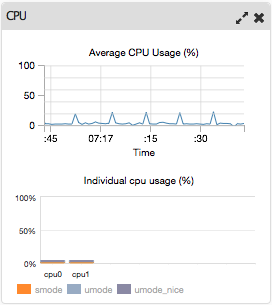 CPU
Average CPU Usage (%)
100
50
0
:45 07:17 :15 :30
Time
Individual cpu usage (%)
100%
50%
0%
cpu0 cpu1
smode umode umode_nice